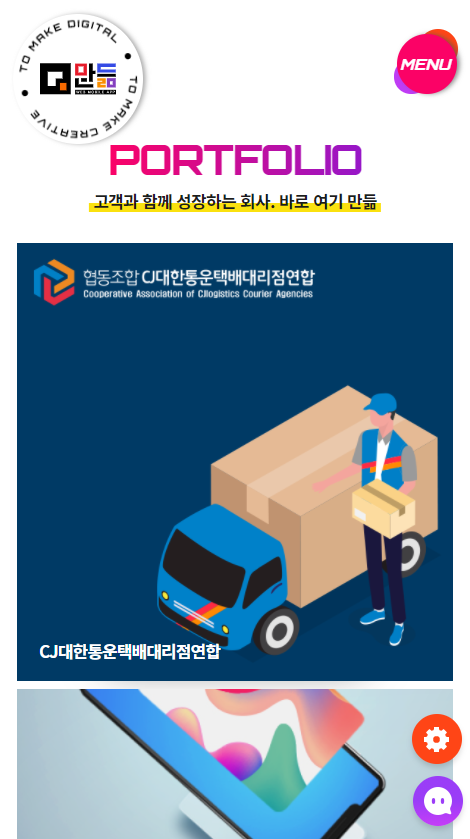 TO MAKE DIGITAL
TO MAKE CREATIVE
만듦
WEB MOBILE APP
MENU
PORTFOLIO
고객과 함께 성장하는 회사. 바로 여기 만듦
협동조합 CJ대한통운택배대리점연합
Cooperative Association of CJlogistics Courier Agencies
CJ대한통운택배대리점연합